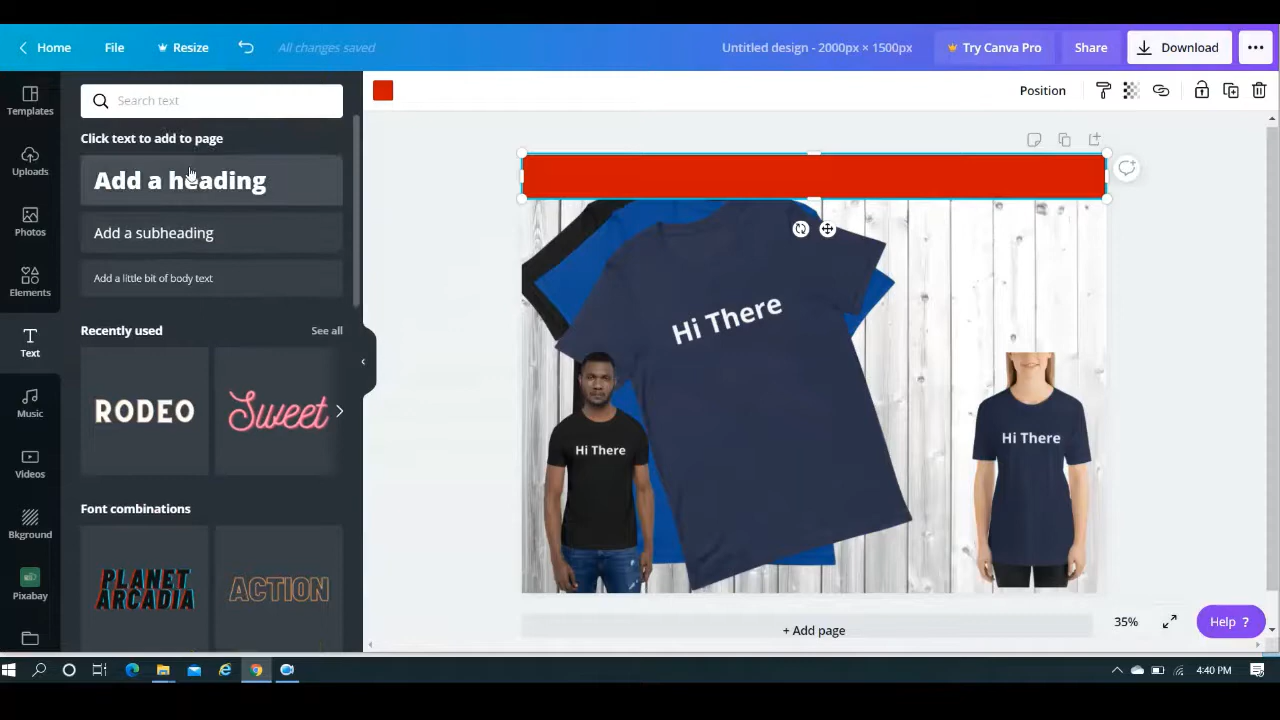 Home
File
Resize
All changes saved
Untitled design - 2000px × 1500px
Try Canva Pro
Share
Download
Templates
Uploads
Photos
Elements
Text
Music
Videos
Bkground
Pixabay
Search text
Click text to add to page
Add a heading
Add a subheading
Add a little bit of body text
Recently used
See all
RODEO
Sweet
Font combinations
PLANET
ARCADIA
ACTION
Position
Hi There
Hi There
Hi There
+ Add page
35%
Help ?
4:40 PM